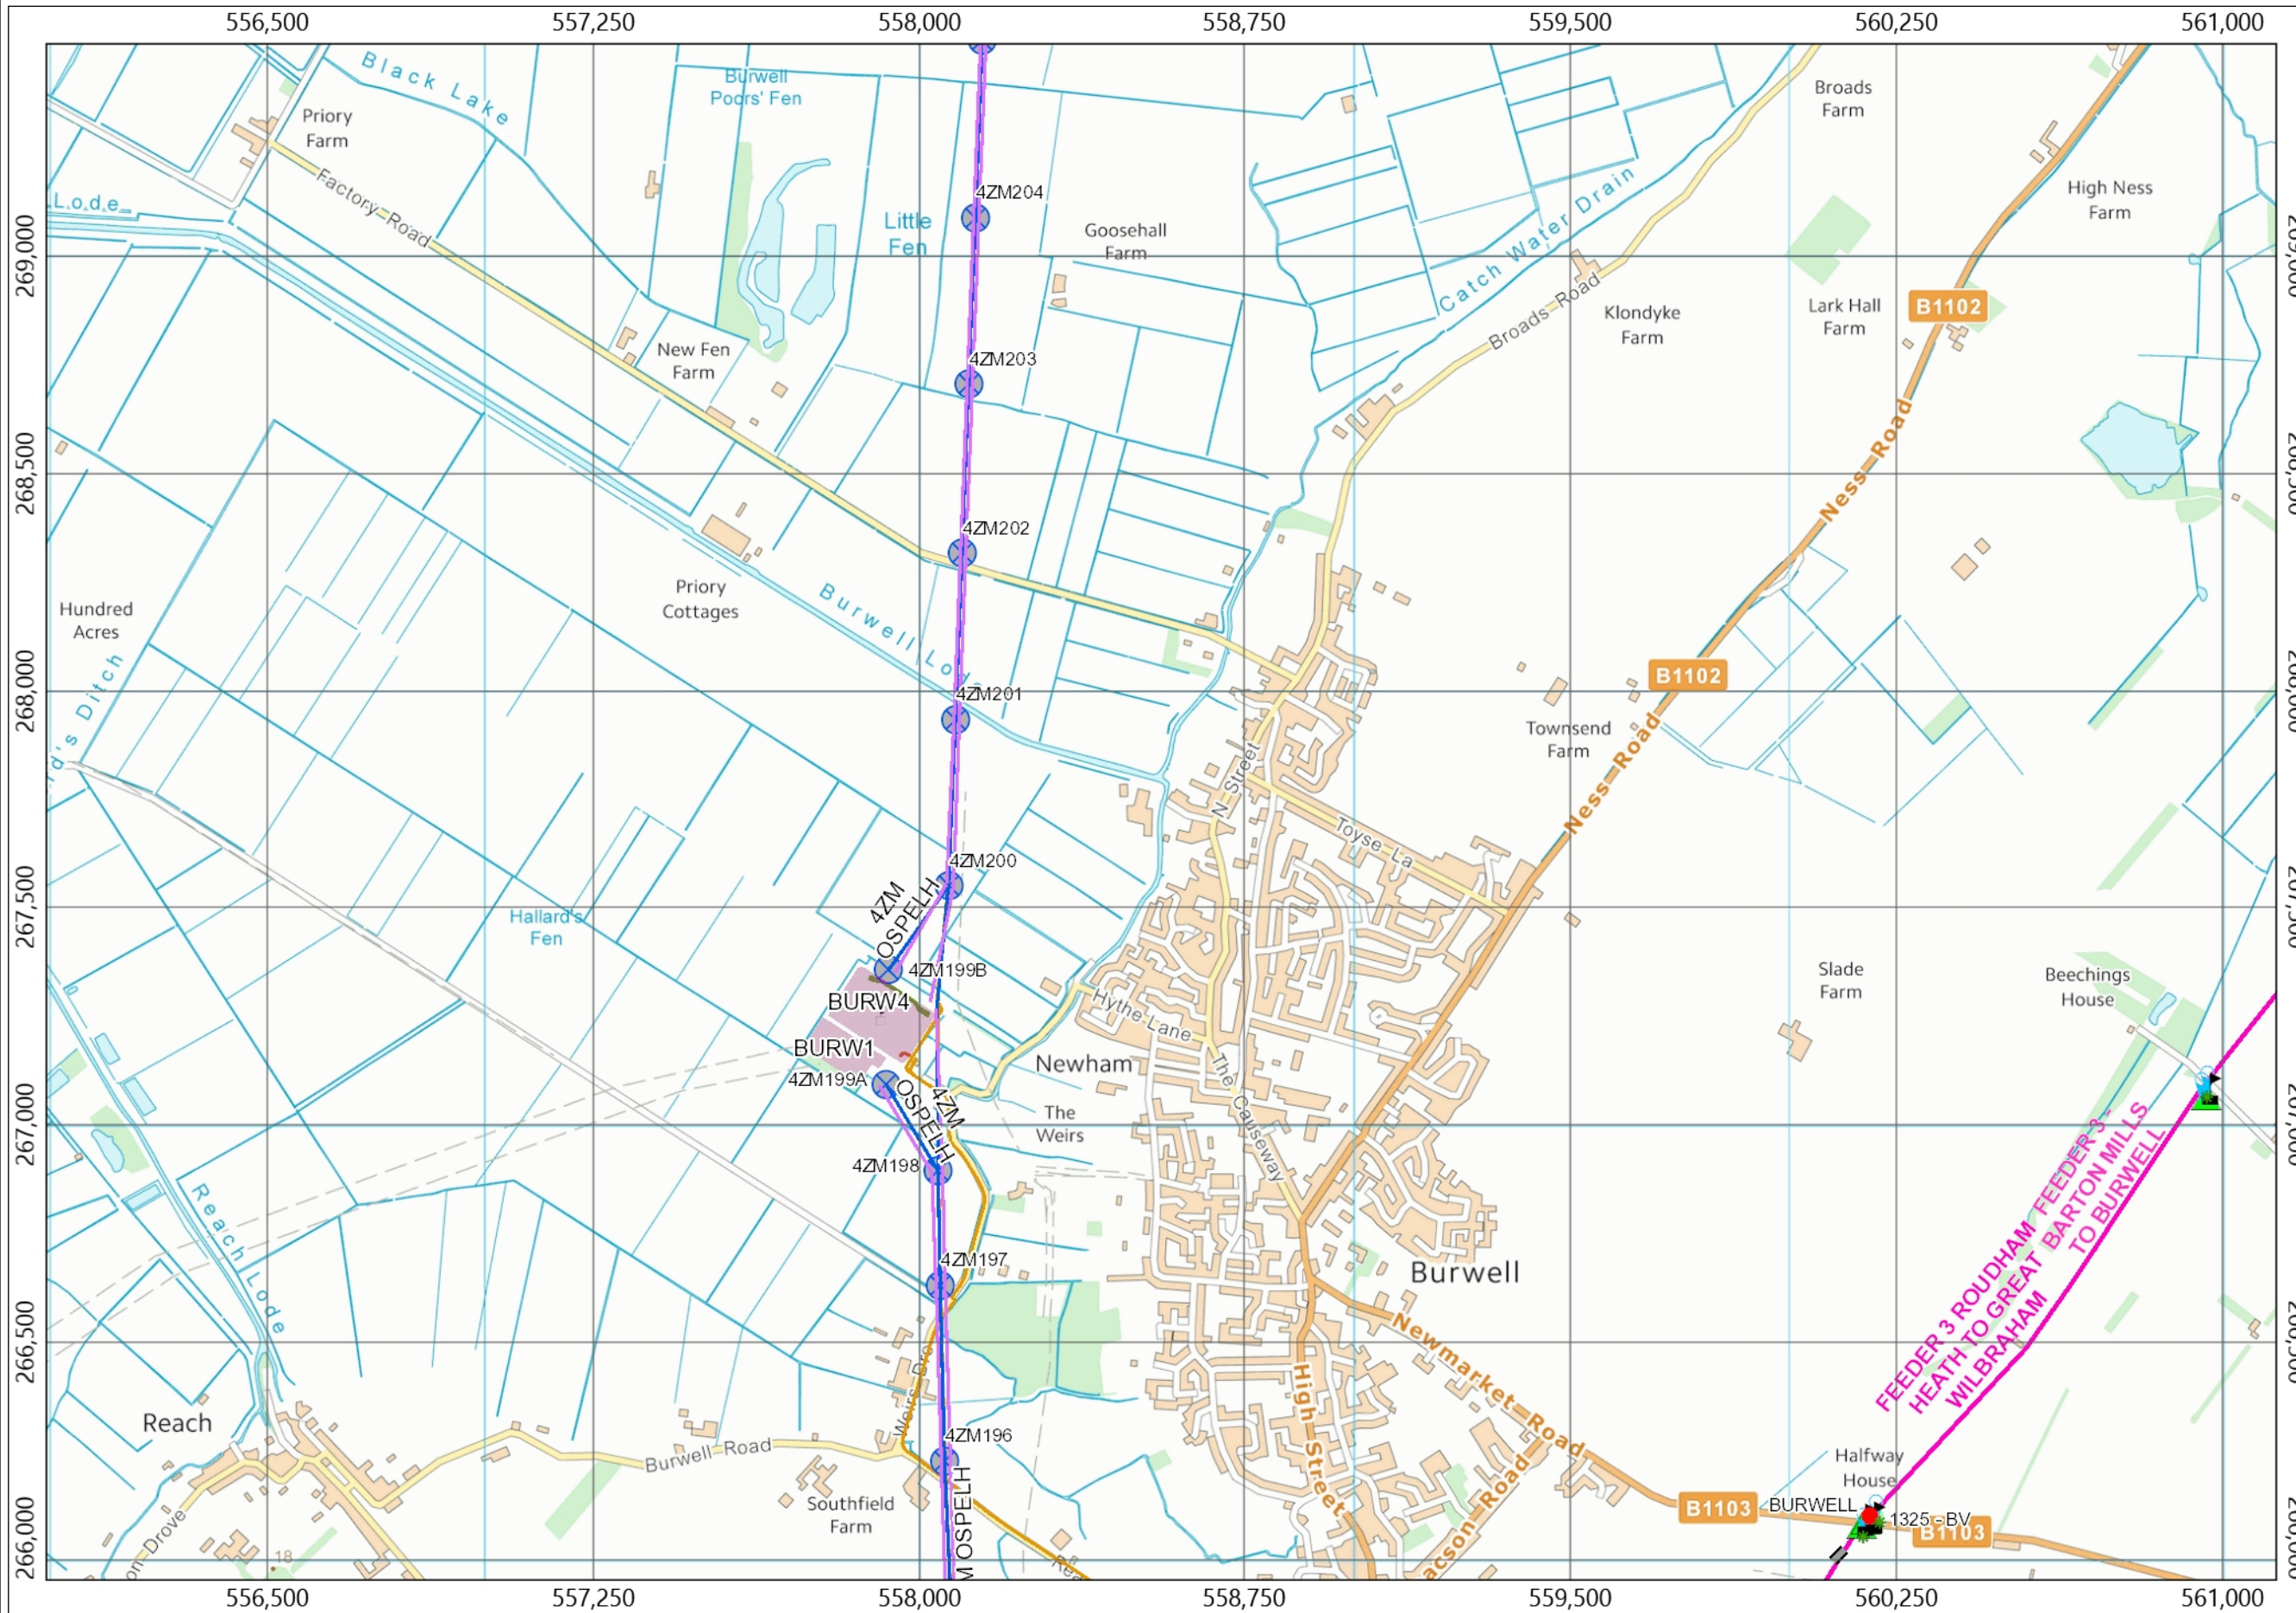 556,500 557,250 558,000 558,750 559,500 560,250 561,000
Black Lake
Burwell
Poors' Fen
Broads
Farm
Priory
Farm
Factory Road
Lode
4ZM204
Little
Fen
Goosehall
Farm
Catch Water Drain
High Ness
Farm
269,000
Broads Road
Klondyke
Farm
Lark Hall
Farm
B1102
New Fen
Farm
4ZM203
Ness Road
268,500
4ZM202
Priory
Cottages
Hundred
Acres
Burwell Lode
268,000
4ZM201
B1102
Townsend
Farm
Ness Road
N Street
Toyse La
4ZM200
4ZM
OSPELH
267,500
Hallard's
Fen
4ZM199B
BURW4
Slade
Farm
Beechings
House
Hythe Lane
BURW1
Newham
4ZM199A
4ZM
OSPELH
The
Weirs
The Causeway
267,000
4ZM198
Reach Lode
4ZM197
Burwell
FEEDER 3 -
BARTON MILLS
TO BURWELL
FEEDER 3 ROUDHAM
HEATH TO GREAT
WILBRAHAM
266,500
Newmarket Road
High Street
Reach
Burwell Road
4ZM196
Halfway
House
Southfield
Farm
M OSPELH
B1103
BURWELL
1325 - BV
B1103
266,000
on Drove
18
acson Road
556,500 557,250 558,000 558,750 559,500 560,250 561,000